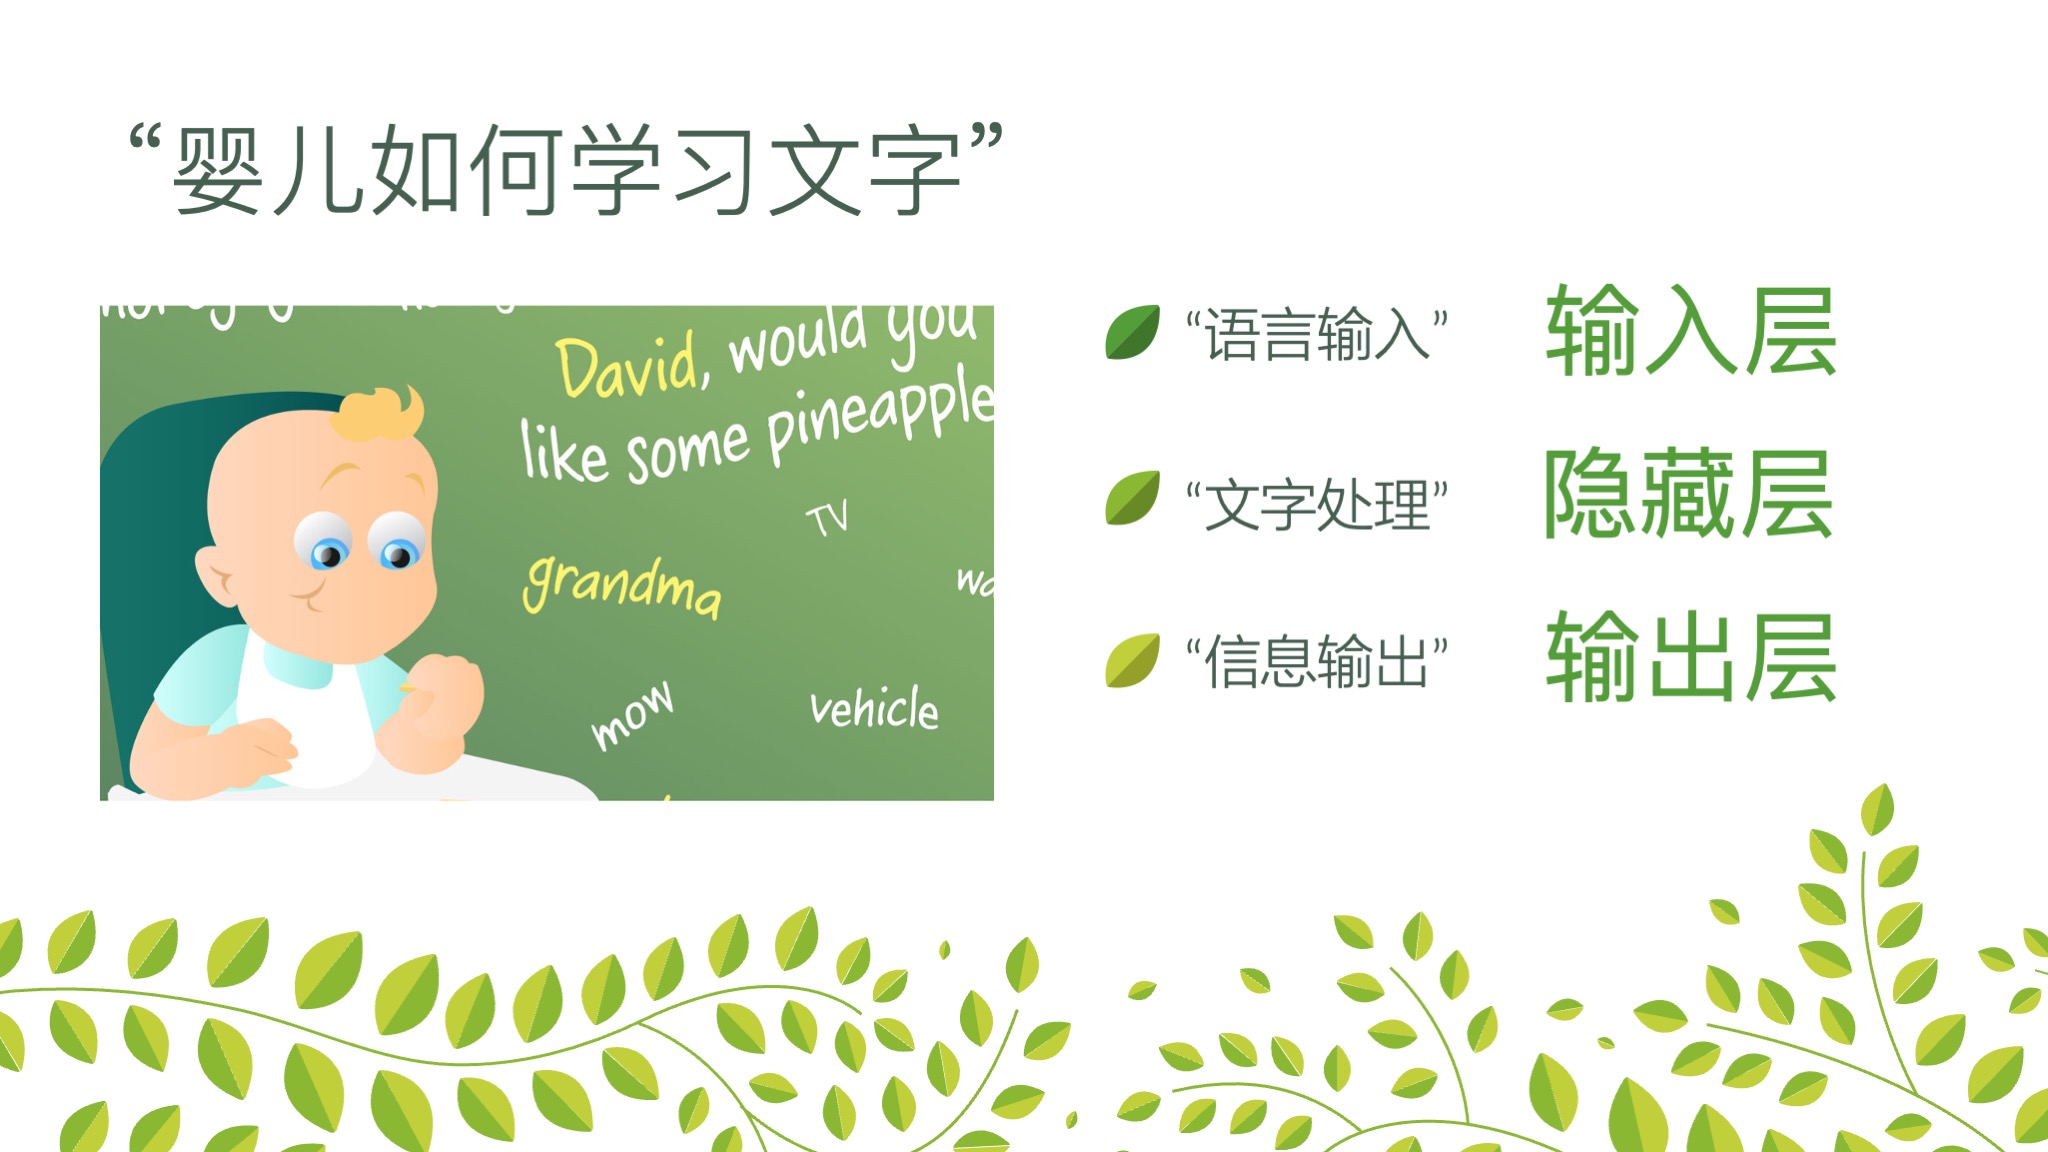 “婴儿如何学习文字”
David, would you
like some pineapple
TV
grandma
mow
vehicle
“语言输入” 输入层
“文字处理” 隐藏层
“信息输出” 输出层